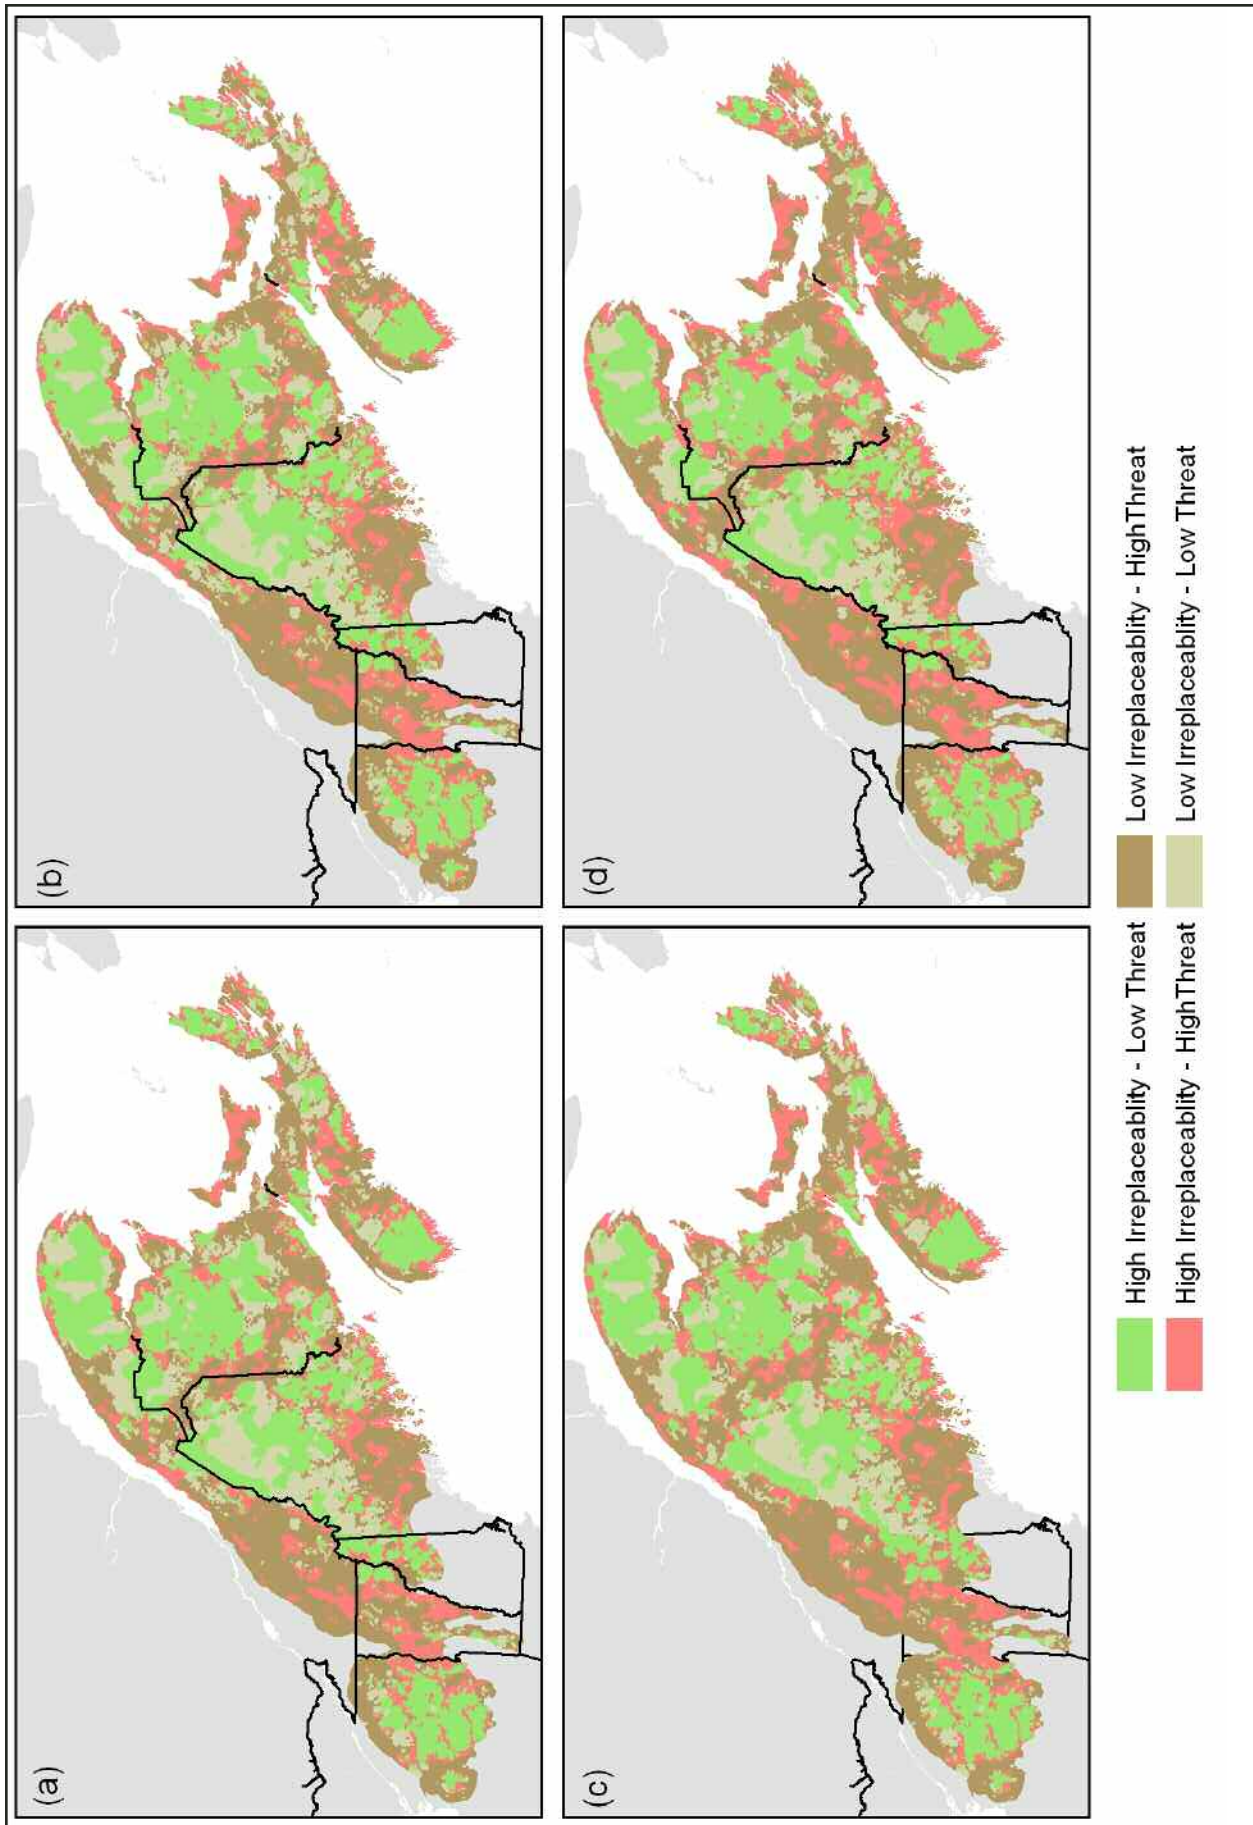 (a)
(b)
(c)
(d)
High Irreplaceablity - Low Threat
Low Irreplaceablity - HighThreat
High Irreplaceablity - HighThreat
Low Irreplaceablity - Low Threat